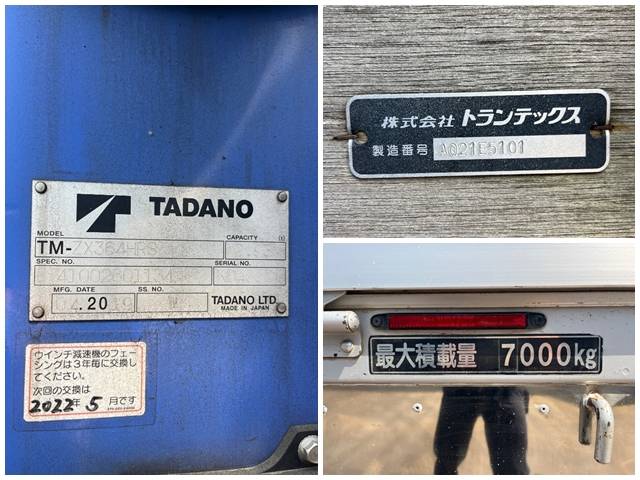 TADANO
MODEL
CAPACITY (t)
TM-ZX364HRS
SPEC. NO.
SERIAL NO.
MFG. DATE
SS. NO.
.20
TADANO LTD.
MADE IN JAPAN
ウインチ減速機のフェー
シングは3年毎に交換し
てください。
次回の交換は
2022年5月です
株式会社 トランテックス
製造番号 A021E5101
最大積載量 7000kg